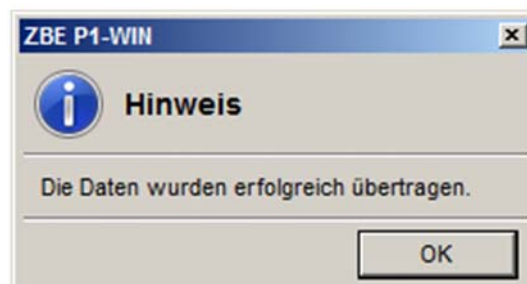 ZBE P1-WIN
Hinweis
Die Daten wurden erfolgreich übertragen.
OK